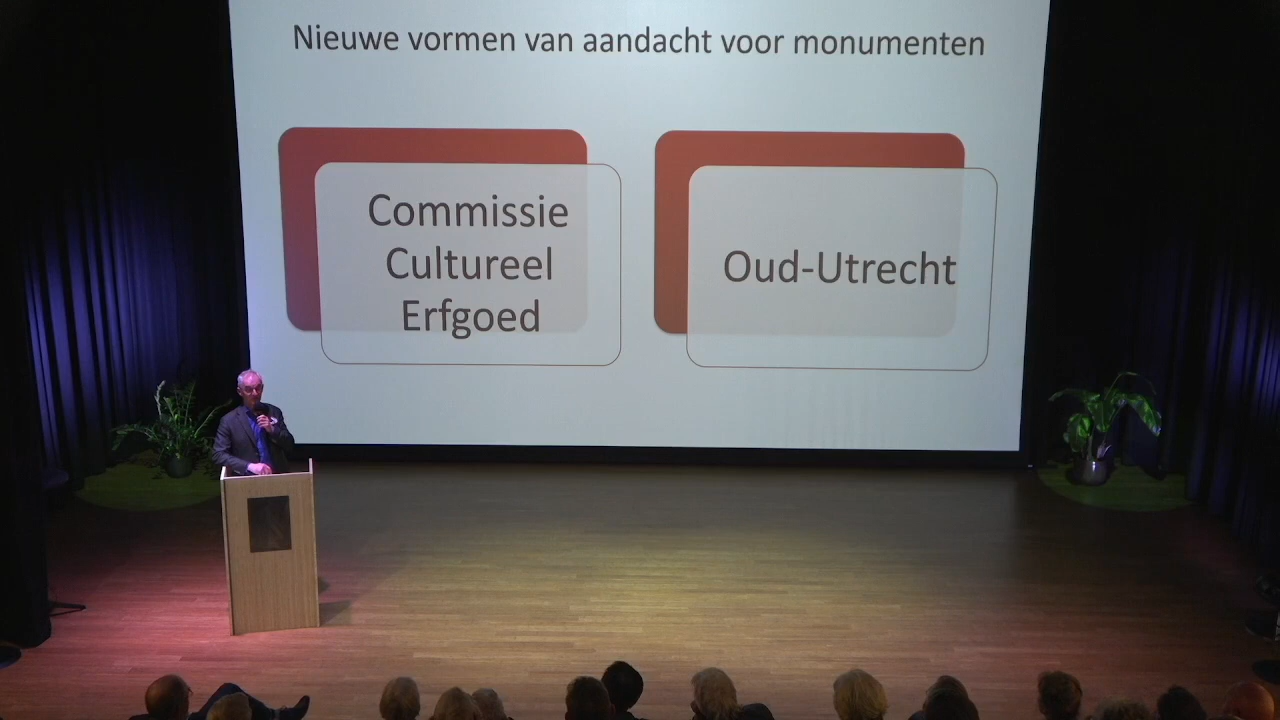 Nieuwe vormen van aandacht voor monumenten
Commissie
Cultureel
Erfgoed
Oud-Utrecht